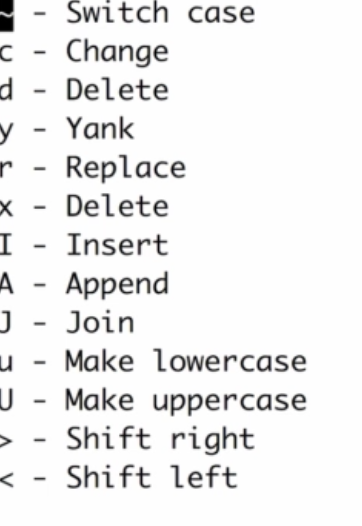 ~ - Switch case
c - Change
d - Delete
y - Yank
r - Replace
x - Delete
I - Insert
A - Append
J - Join
u - Make lowercase
U - Make uppercase
> - Shift right
< - Shift left